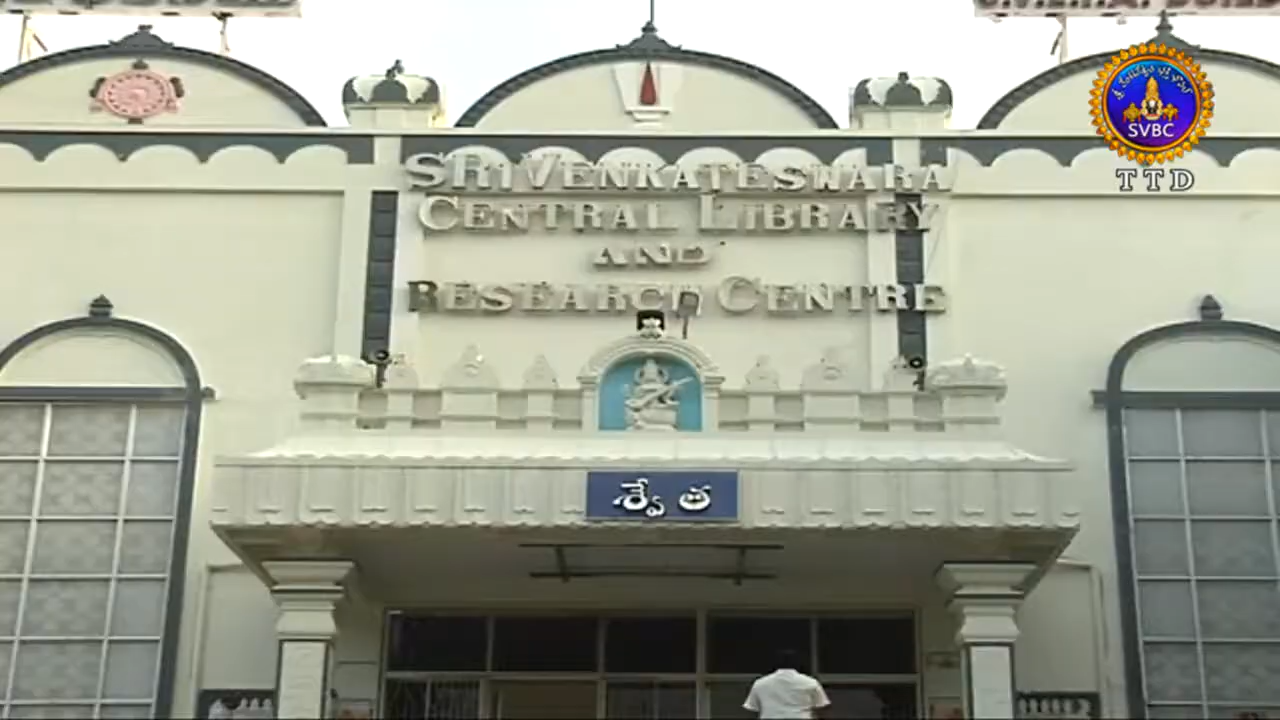 SRI VENKATESWARA
CENTRAL LIBRARY
AND
RESEARCH CENTRE
శ్వేత
SVBC
TTD